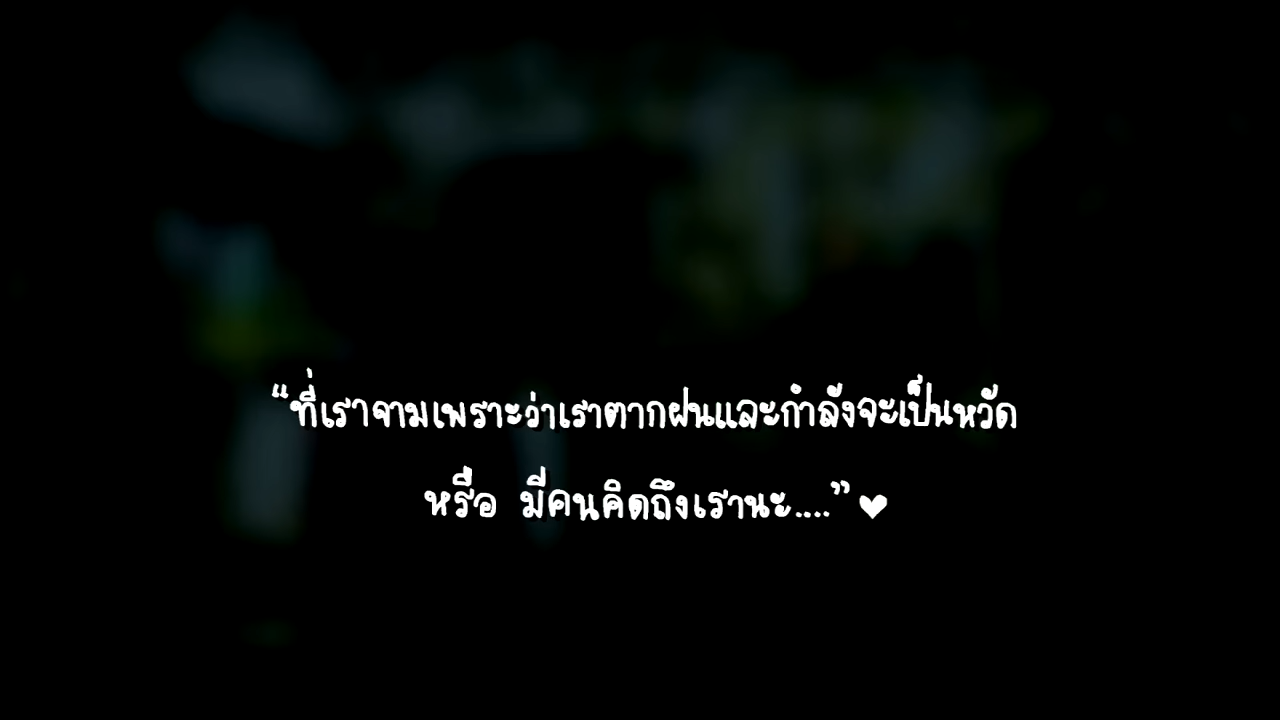 “ที่เราจามเพราะว่าเราตากฝนและกำลังจะเป็นหวัด
หรือ มีคนคิดถึงเรานะ....”♥